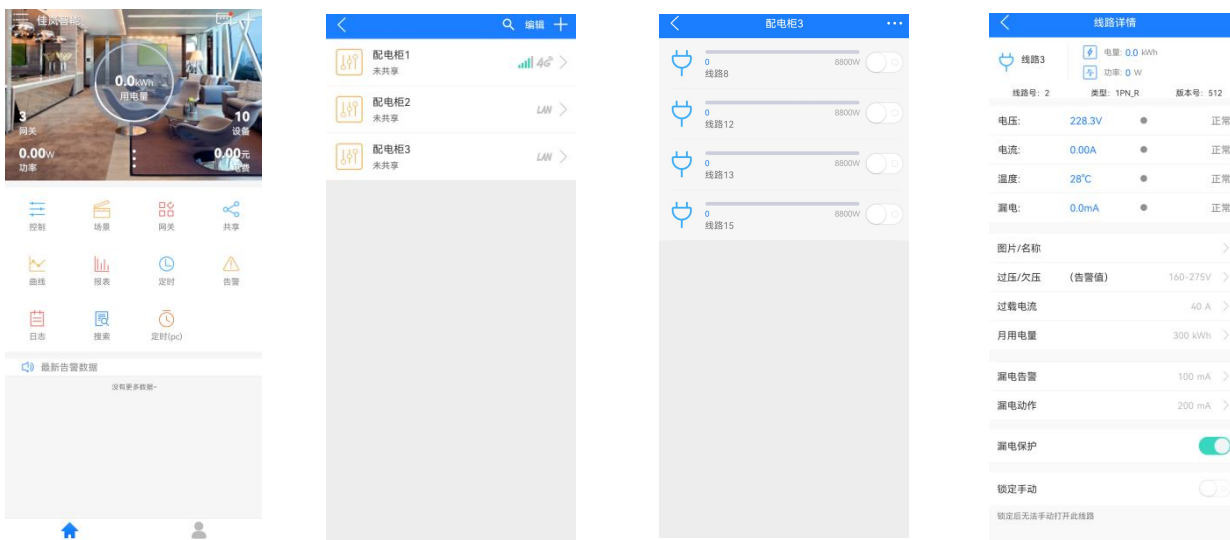 佳岚智能
0.0kWh
用电量
3
网关
10
设备
0.00w
功率
0.00元
电费
控制
场景
网关
共享
曲线
报表
定时
告警
日志
搜索
定时(pc)
最新告警数据
没有更多数据~
编辑
配电柜1
未共享
4G
配电柜2
未共享
LAN
配电柜3
未共享
LAN
配电柜3
0
8800W
线路8
0
8800W
线路12
0
8800W
线路13
0
8800W
线路15
线路详情
线路3
电量: 0.0 kWh
功率: 0 W
线路号: 2
类型: 1PN_R
版本号: 512
电压: 228.3V 正常
电流: 0.00A 正常
温度: 28°C 正常
漏电: 0.0mA 正常
图片/名称
过压/欠压 (告警值) 160-275V
过载电流 40 A
月用电量 300 kWh
漏电告警 100 mA
漏电动作 200 mA
漏电保护
锁定手动
锁定后无法手动打开此线路